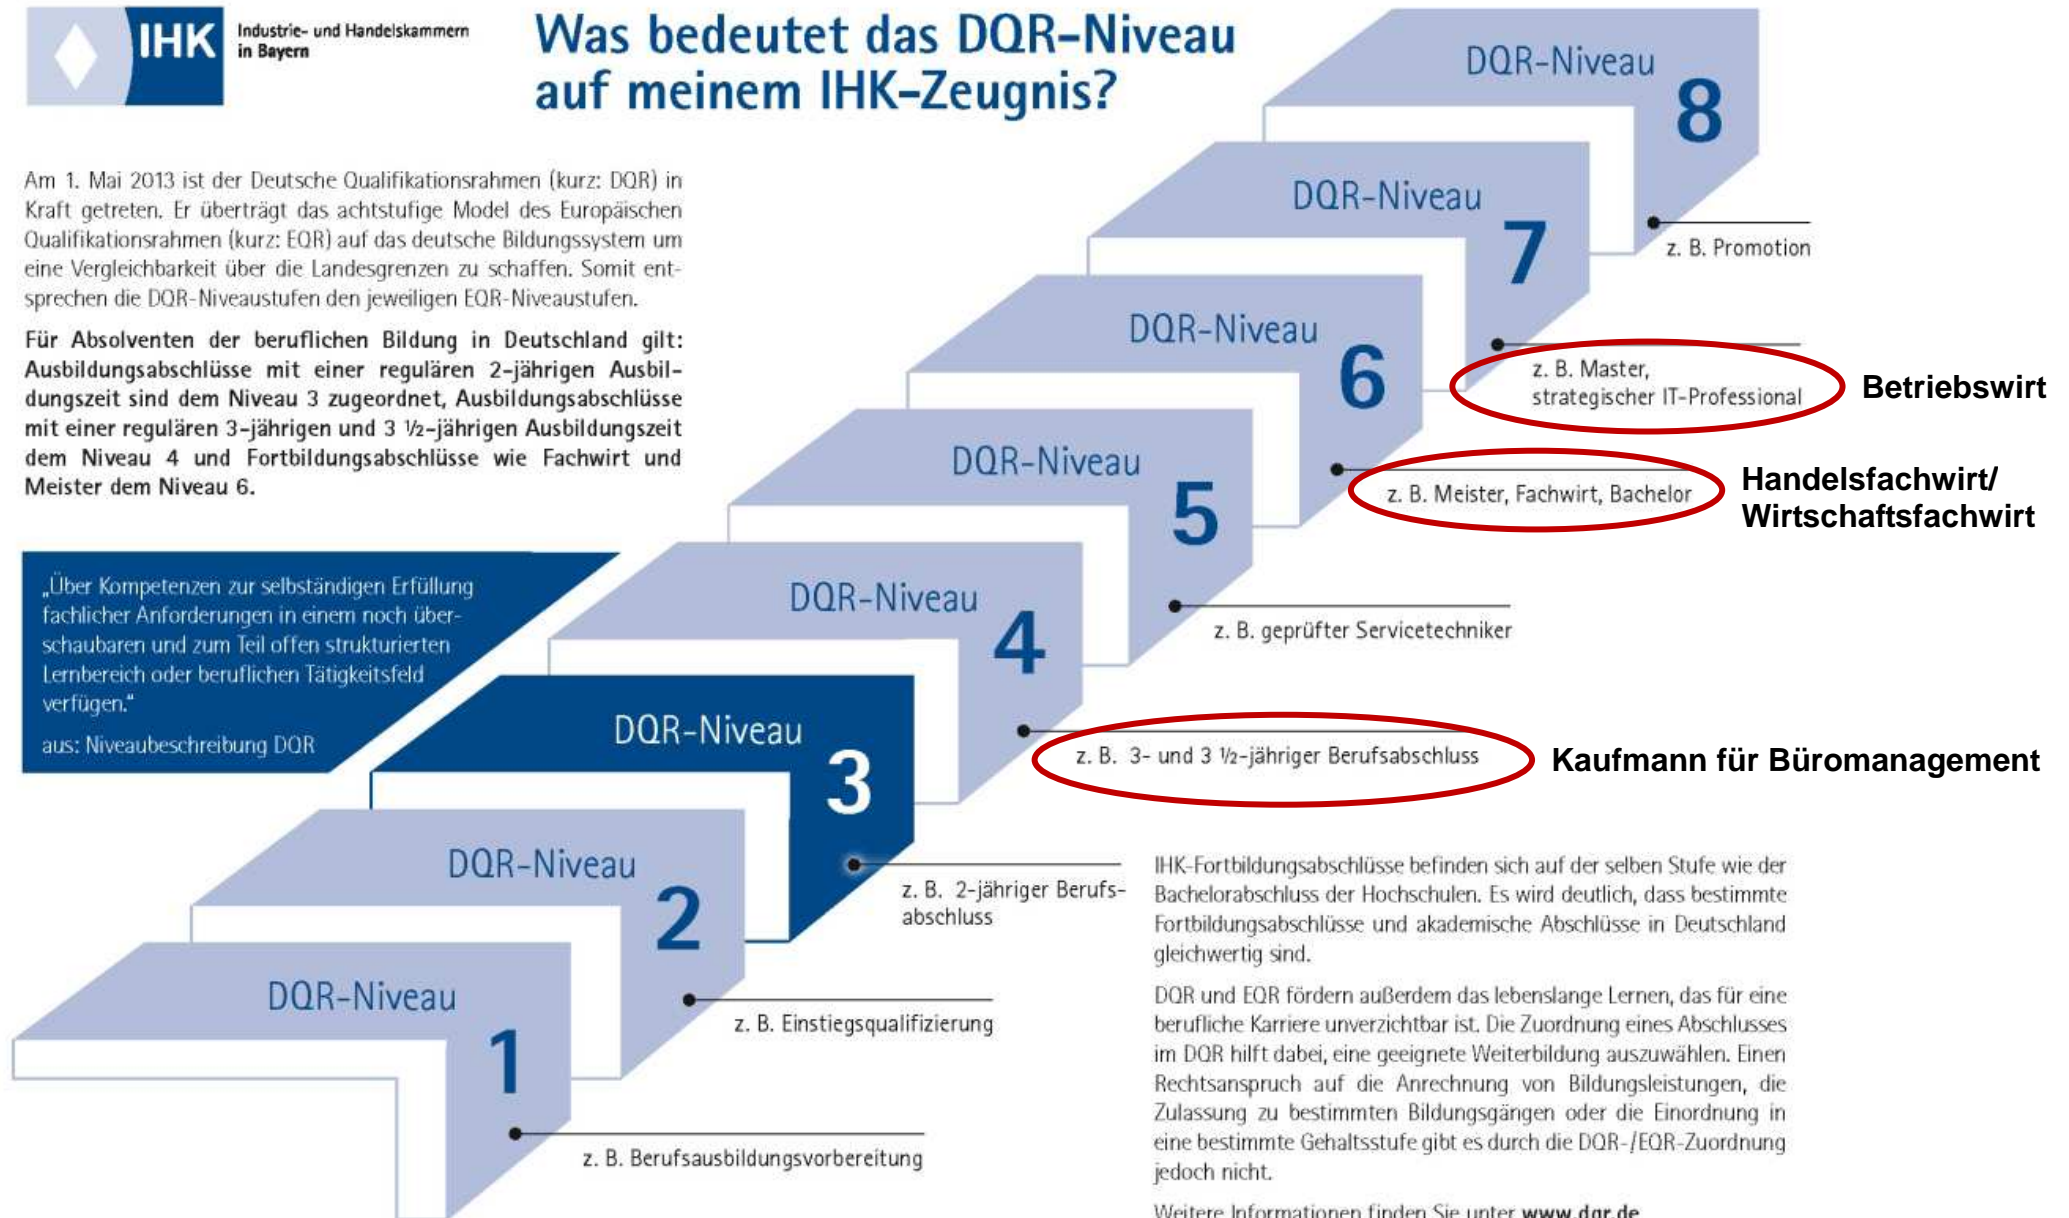 IHK
Industrie- und Handelskammern
in Bayern
Was bedeutet das DQR-Niveau
auf meinem IHK-Zeugnis?
Am 1. Mai 2013 ist der Deutsche Qualifikationsrahmen (kurz: DQR) in
Kraft getreten. Er überträgt das achtstufige Model des Europäischen
Qualifikationsrahmen (kurz: EQR) auf das deutsche Bildungssystem um
eine Vergleichbarkeit über die Landesgrenzen zu schaffen. Somit ent-
sprechen die DQR-Niveaustufen den jeweiligen EQR-Niveaustufen.
Für Absolventen der beruflichen Bildung in Deutschland gilt:
Ausbildungsabschlüsse mit einer regulären 2-jährigen Ausbil-
dungszeit sind dem Niveau 3 zugeordnet, Ausbildungsabschlüsse
mit einer regulären 3-jährigen und 3 ½-jährigen Ausbildungszeit
dem Niveau 4 und Fortbildungsabschlüsse wie Fachwirt und
Meister dem Niveau 6.
„Über Kompetenzen zur selbständigen Erfüllung
fachlicher Anforderungen in einem noch über-
schaubaren und zum Teil offen strukturierten
Lernbereich oder beruflichen Tätigkeitsfeld
verfügen.“
aus: Niveaubeschreibung DQR
DQR-Niveau
8
z. B. Promotion
DQR-Niveau
7
z. B. Master,
strategischer IT-Professional
Betriebswirt
DQR-Niveau
6
z. B. Meister, Fachwirt, Bachelor
Handelsfachwirt/
Wirtschaftsfachwirt
DQR-Niveau
5
z. B. geprüfter Servicetechniker
DQR-Niveau
4
z. B. 3- und 3 ½-jähriger Berufsabschluss
Kaufmann für Büromanagement
DQR-Niveau
3
z. B. 2-jähriger Berufs-
abschluss
DQR-Niveau
2
z. B. Einstiegsqualifizierung
DQR-Niveau
1
z. B. Berufsausbildungsvorbereitung
IHK-Fortbildungsabschlüsse befinden sich auf der selben Stufe wie der
Bachelorabschluss der Hochschulen. Es wird deutlich, dass bestimmte
Fortbildungsabschlüsse und akademische Abschlüsse in Deutschland
gleichwertig sind.
DQR und EQR fördern außerdem das lebenslange Lernen, das für eine
berufliche Karriere unverzichtbar ist. Die Zuordnung eines Abschlusses
im DQR hilft dabei, eine geeignete Weiterbildung auszuwählen. Einen
Rechtsanspruch auf die Anrechnung von Bildungsleistungen, die
Zulassung zu bestimmten Bildungsgängen oder die Einordnung in
eine bestimmte Gehaltsstufe gibt es durch die DQR-/EQR-Zuordnung
jedoch nicht.
Weitere Informationen finden Sie unter www.dqr.de